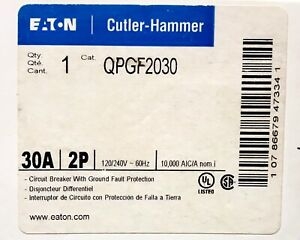 EATON Cutler-Hammer
Qty.
Qté.
Cant.
1
Cat.
QPGF2030
30A 2P 120/240V ~ 60Hz 10,000 A/C/A nom.i
- Circuit Breaker With Ground Fault Protection
- Disjoncteur Differentiel
- Interruptor de Circuito con Protección de Falla a Tierra
UL
LISTED
SA
www.eaton.com
1 07 86679 47334 1